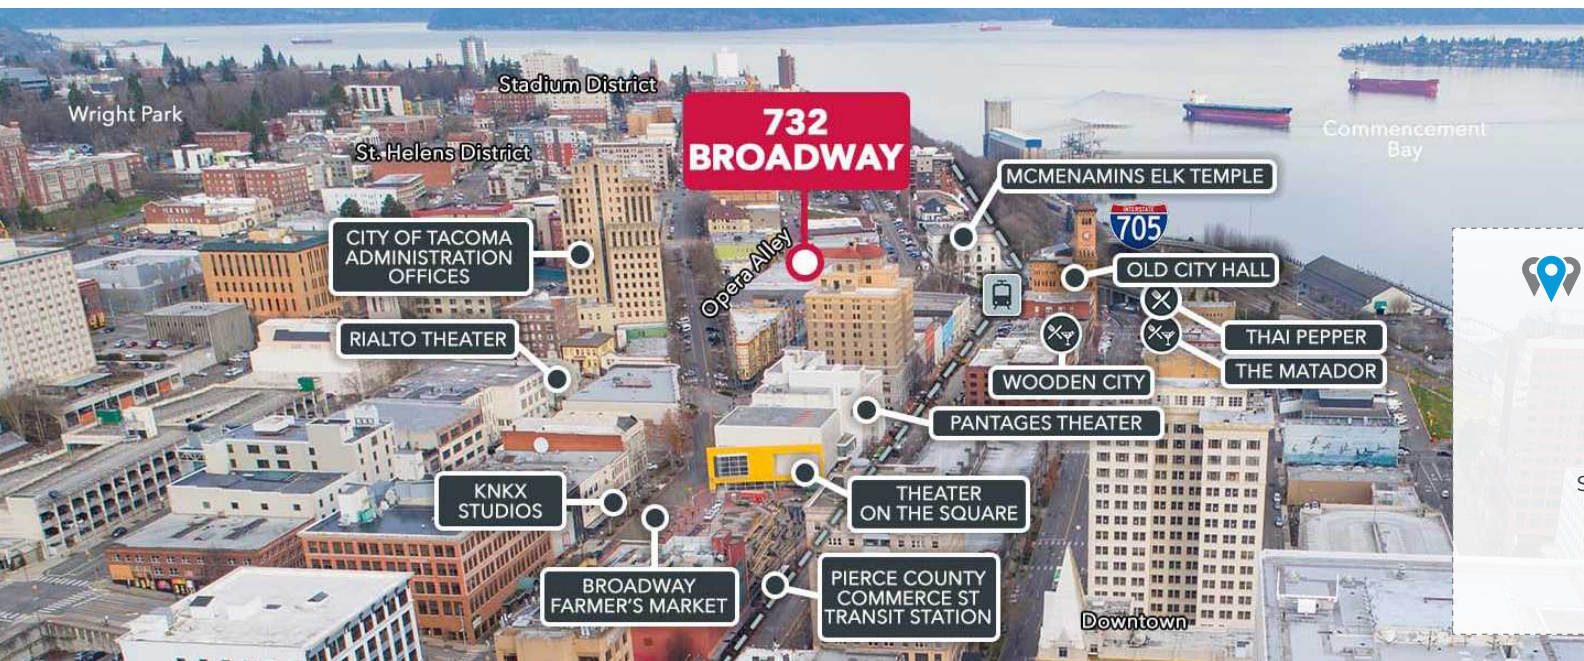 Stadium District
Wright Park
732
BROADWAY
Commencement
Bay
St. Helens District
MCMENAMINS ELK TEMPLE
INTERSTATE
705
CITY OF TACOMA
ADMINISTRATION
OFFICES
Opera Alley
OLD CITY HALL
RIALTO THEATER
THAI PEPPER
THE MATADOR
WOODEN CITY
PANTAGES THEATER
KNKX
STUDIOS
THEATER
ON THE SQUARE
BROADWAY
FARMER'S MARKET
PIERCE COUNTY
COMMERCE ST
TRANSIT STATION
Downtown
S